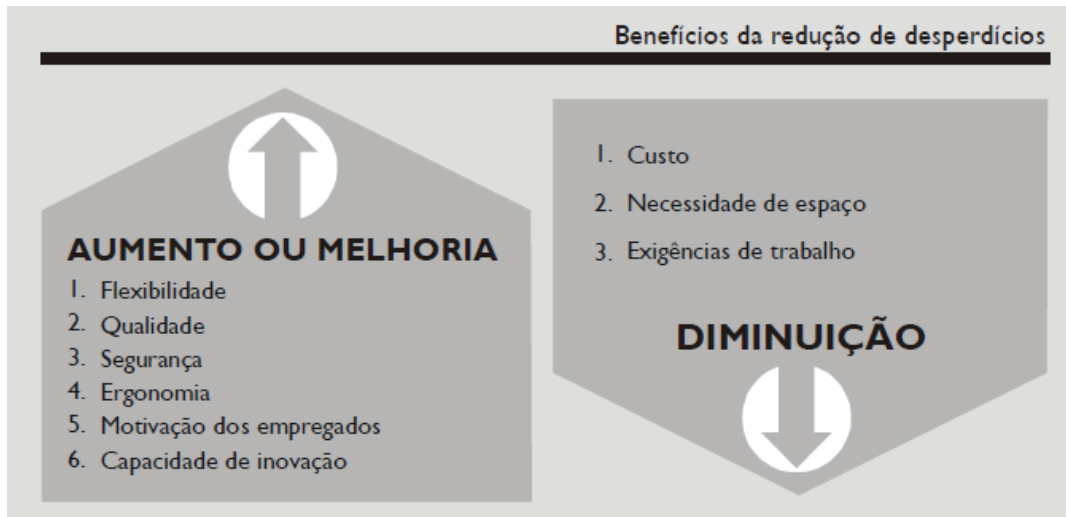 Benefícios da redução de desperdícios
AUMENTO OU MELHORIA
1. Flexibilidade
2. Qualidade
3. Segurança
4. Ergonomia
5. Motivação dos empregados
6. Capacidade de inovação
1. Custo
2. Necessidade de espaço
3. Exigências de trabalho
DIMINUIÇÃO